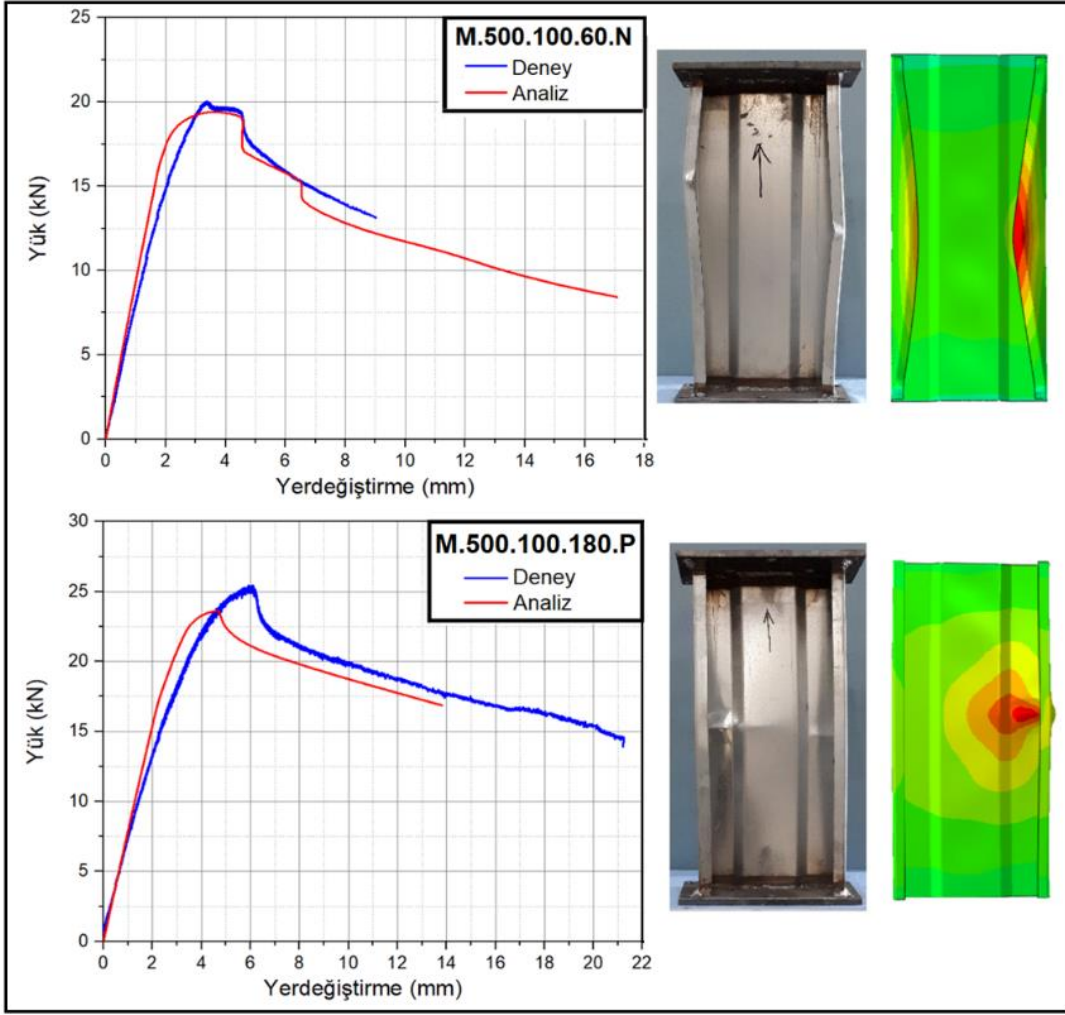 M.500.100.60.N
Deney
Analiz
Yük (kN)
25
20
15
10
5
0
0 2 4 6 8 10 12 14 16 18
Yerdeğiştirme (mm)
M.500.100.180.P
Deney
Analiz
Yük (kN)
30
25
20
15
10
5
0
0 2 4 6 8 10 12 14 16 18 20 22
Yerdeğiştirme (mm)